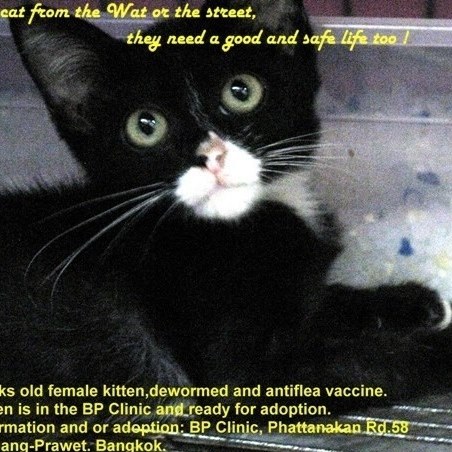 cat from the Wat or the street,
they need a good and safe life too !
ks old female kitten,dewormed and antiflea vaccine.
en is in the BP Clinic and ready for adoption.
rmation and or adoption: BP Clinic, Phattanakan Rd.58
ang-Prawet. Bangkok.